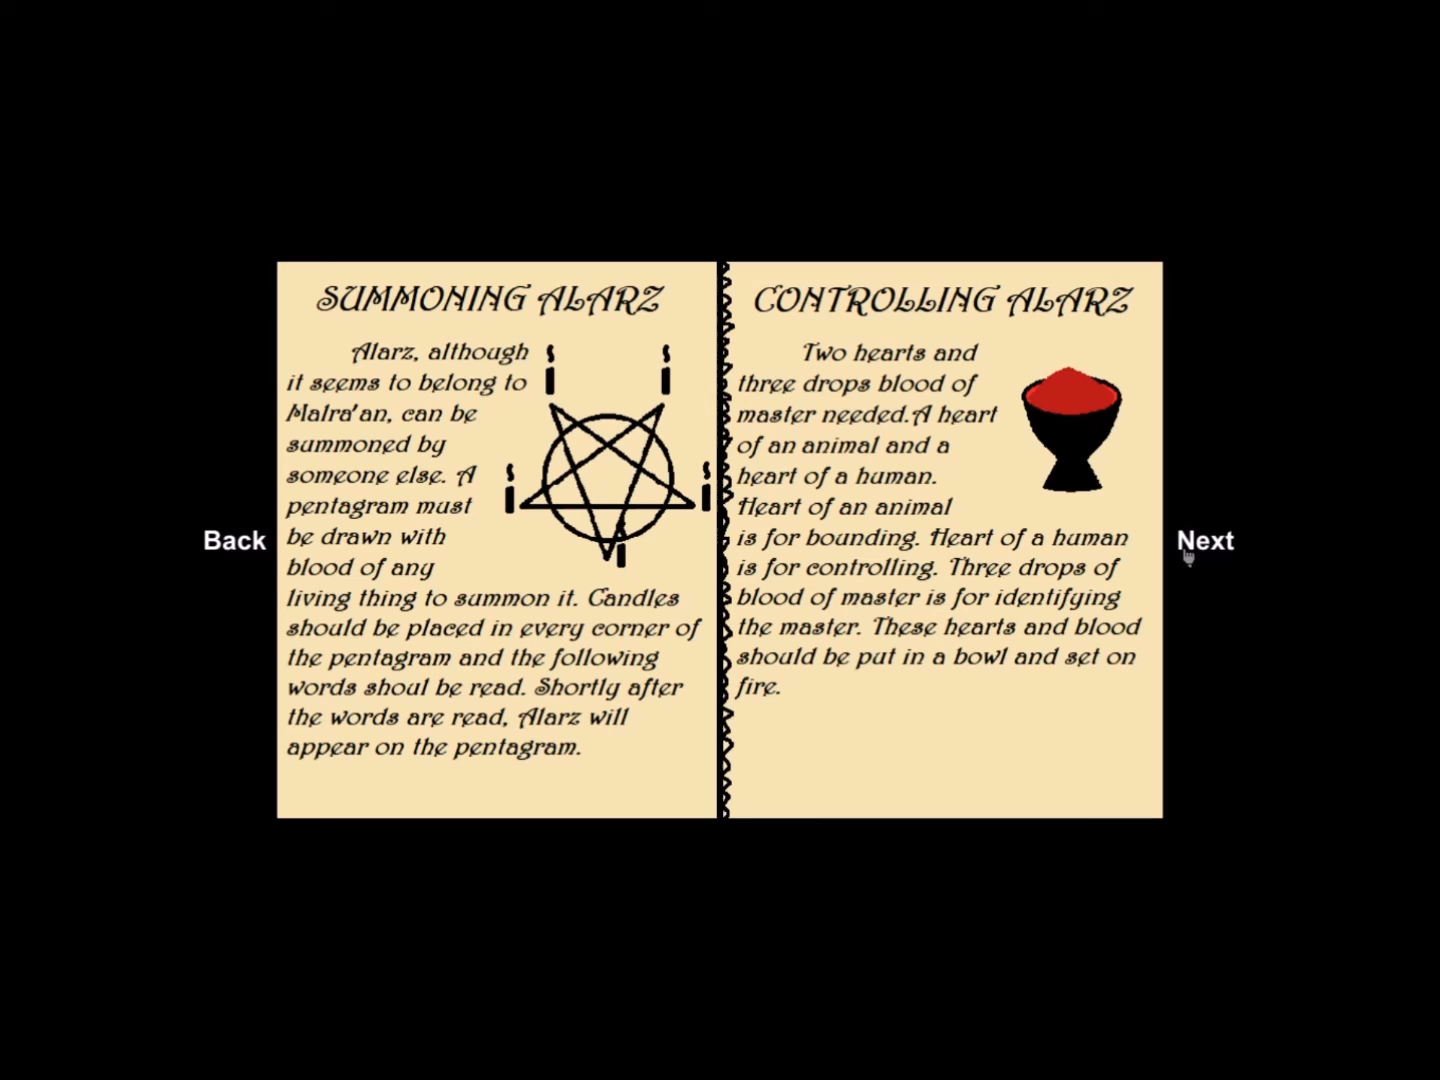 SUMMONING ALARZ
Alarz, although
it seems to belong to
Malra'an, can be
summoned by
someone else. A
pentagram must
be drawn with
blood of any
living thing to summon it. Candles
should be placed in every corner of
the pentagram and the following
words shoul be read. Shortly after
the words are read, Alarz will
appear on the pentagram.
CONTROLLING ALARZ
Two hearts and
three drops blood of
master needed.A heart
of an animal and a
heart of a human.
Heart of an animal
is for bounding. Heart of a human
is for controlling. Three drops of
blood of master is for identifying
the master. These hearts and blood
should be put in a bowl and set on
fire.
Back
Next